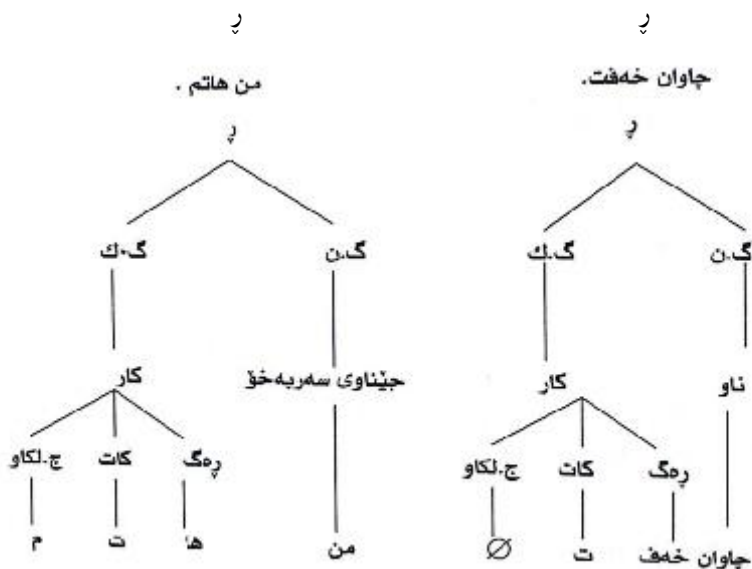 ڕ ڕ
چاوان خەفت. من هاتم .
ڕ ڕ
گ.ن گ.ك گ.ن گ.ك
ناو کار جێناوی سەربەخۆ کار
ڕەگ کات ج.لکاو ڕەگ کات ج.لکاو
چاوان خەف ت ∅ من ها ت م